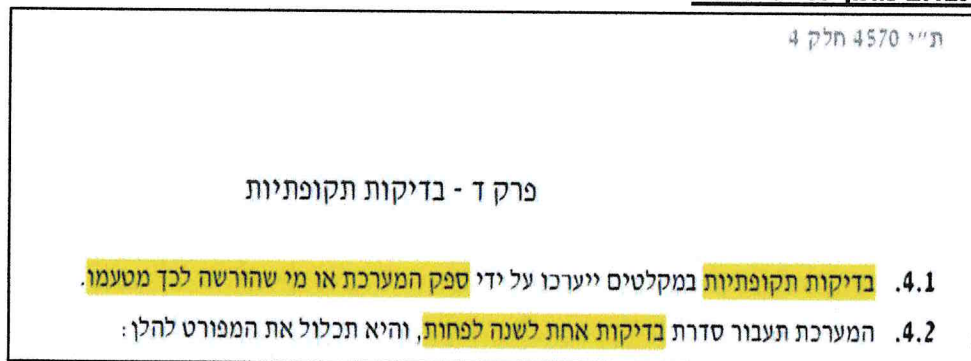 ת"י 4570 חלק 4
פרק ד - בדיקות תקופתיות
4.1. בדיקות תקופתיות במקלטים ייערכו על ידי ספק המערכת או מי שהורשה לכך מטעמו.
4.2. המערכת תעבור סדרת בדיקות אחת לשנה לפחות, והיא תכלול את המפורט להלן: